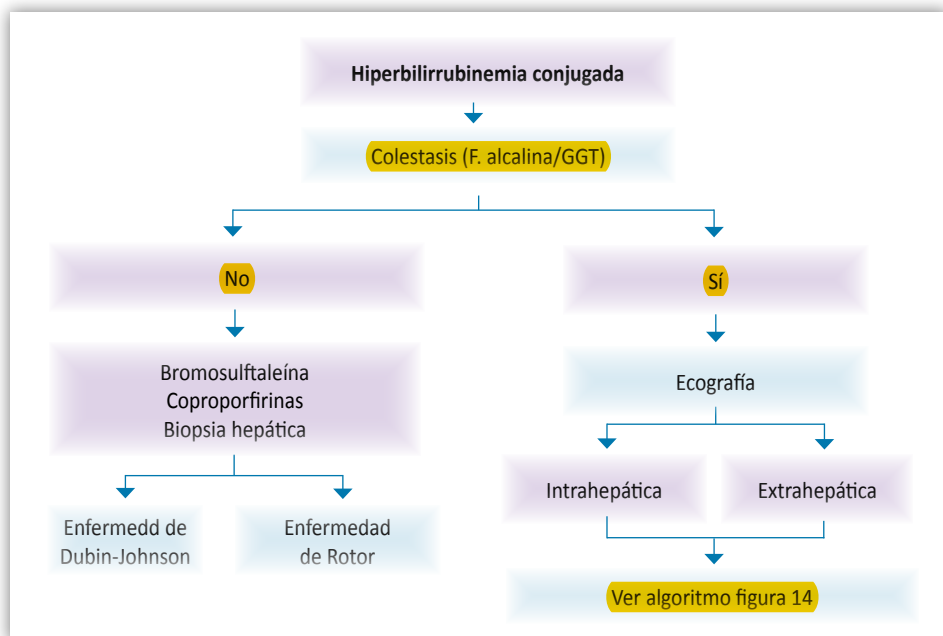 Hiperbilirrubinemia conjugada
Colestasis (F. alcalina/GGT)
No
Sí
Bromosulftaleína
Coproporfirinas
Biopsia hepática
Ecografía
Intrahepática
Extrahepática
Enfermedd de
Dubin-Johnson
Enfermedad
de Rotor
Ver algoritmo figura 14